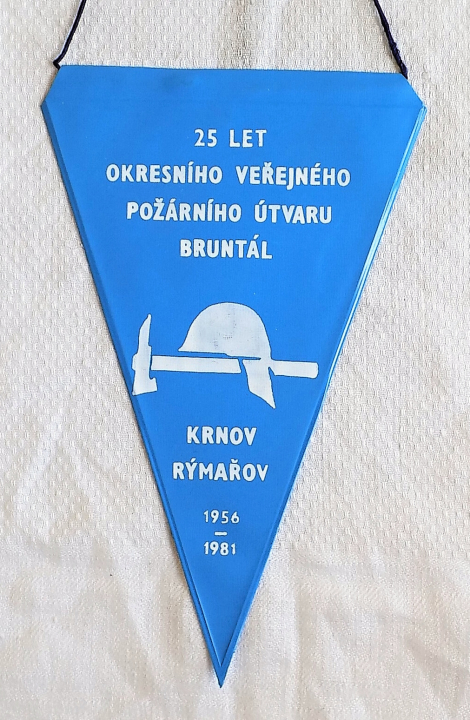 25 LET
OKRESNÍHO VEŘEJNÉHO
POŽÁRNÍHO ÚTVARU
BRUNTÁL
KRNOV
RÝMAŘOV
1956
–
1981